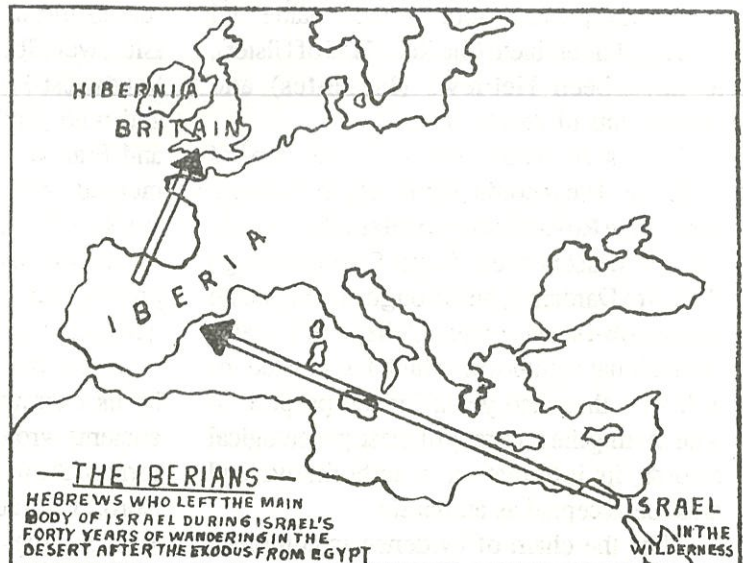 HIBERNIA
BRITAIN
IBERIA
THE IBERIANS —
HEBREWS WHO LEFT THE MAIN
BODY OF ISRAEL DURING ISRAEL'S
FORTY YEARS OF WANDERING IN THE
DESERT AFTER THE EXODUS FROM EGYPT
ISRAEL
IN THE
WILDERNESS